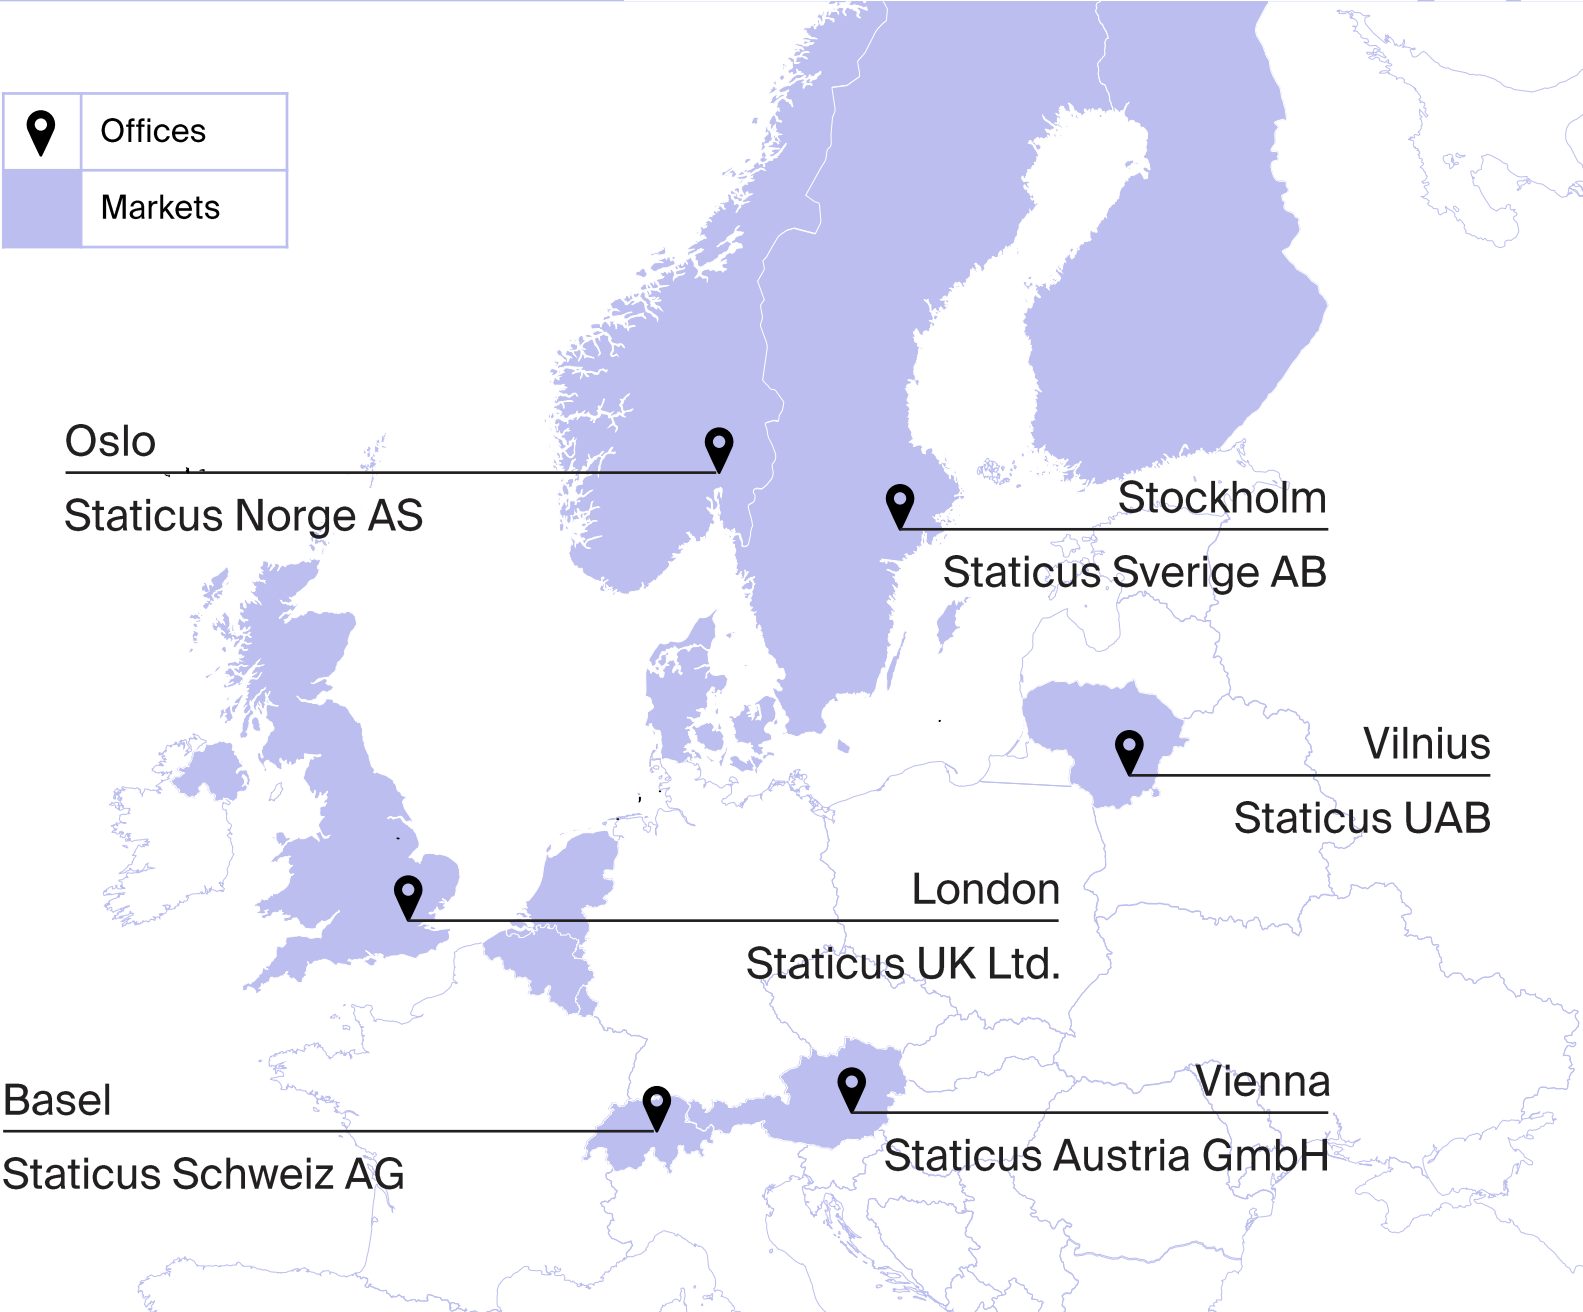 Offices
Markets
Oslo
Staticus Norge AS
Stockholm
Staticus Sverige AB
Vilnius
Staticus UAB
London
Staticus UK Ltd.
Vienna
Staticus Austria GmbH
Basel
Staticus Schweiz AG